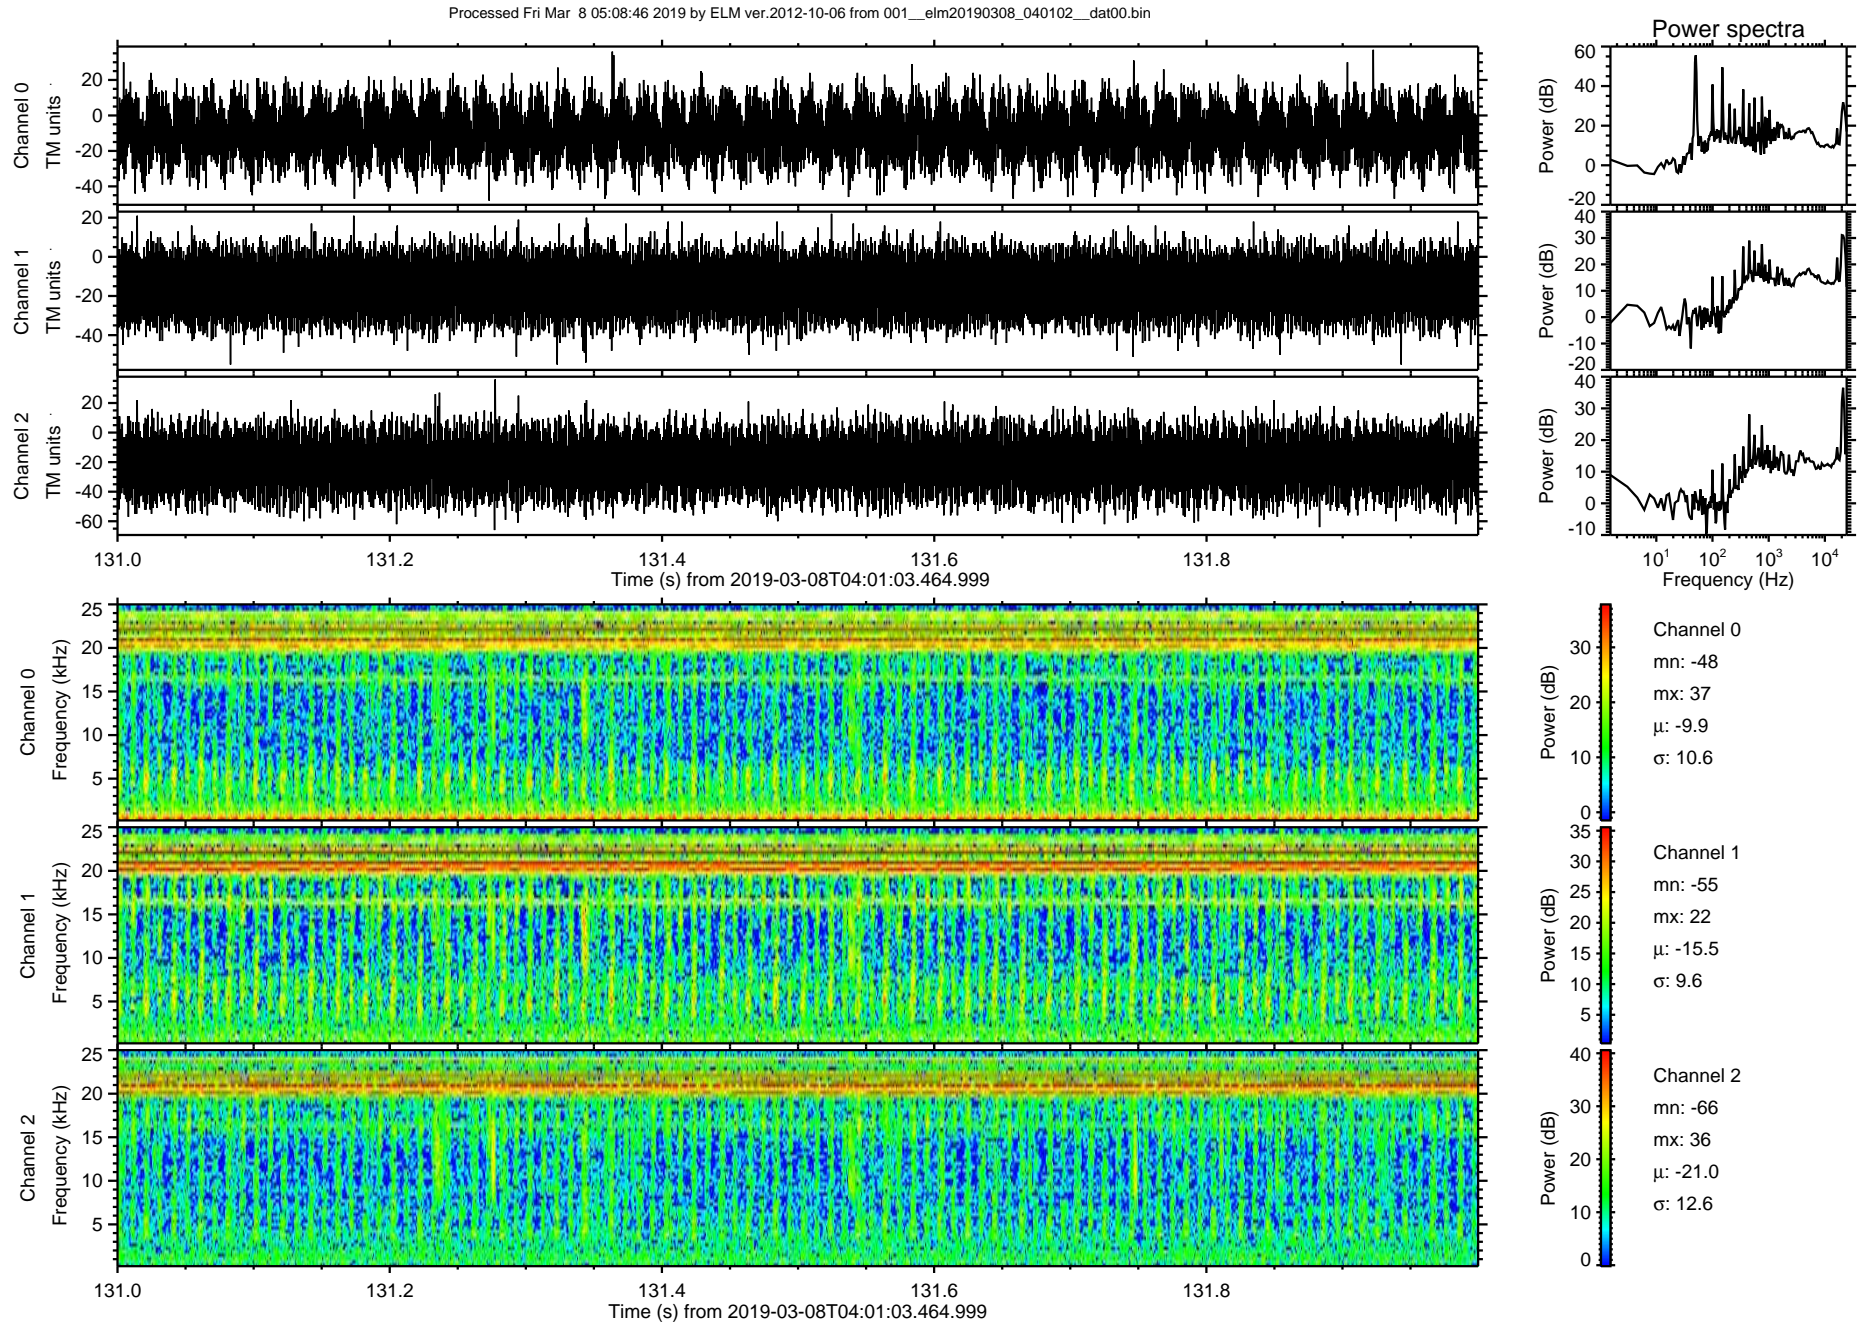 Processed Fri Mar  8 05:08:46 2019 by ELM ver.2012-10-06 from 001__elm20190308_040102__dat00.bin
Power spectra
Channel 0
TM units
20
0
-20
-40
Power (dB)
60
40
20
0
-20
Channel 1
TM units
20
0
-20
-40
Power (dB)
40
30
20
10
0
-10
-20
Channel 2
TM units
20
0
-20
-40
-60
Power (dB)
40
30
20
10
0
-10
131.0 131.2 131.4 131.6 131.8
Time (s) from 2019-03-08T04:01:03.464.999
10^1 10^2 10^3 10^4
Frequency (Hz)
Channel 0
Frequency (kHz)
25
20
15
10
5
Power (dB)
30
20
10
0
Channel 0
mn: -48
mx: 37
µ: -9.9
σ: 10.6
Channel 1
Frequency (kHz)
25
20
15
10
5
Power (dB)
35
30
25
20
15
10
5
Channel 1
mn: -55
mx: 22
µ: -15.5
σ: 9.6
Channel 2
Frequency (kHz)
25
20
15
10
5
Power (dB)
40
30
20
10
0
Channel 2
mn: -66
mx: 36
µ: -21.0
σ: 12.6
131.0 131.2 131.4 131.6 131.8
Time (s) from 2019-03-08T04:01:03.464.999